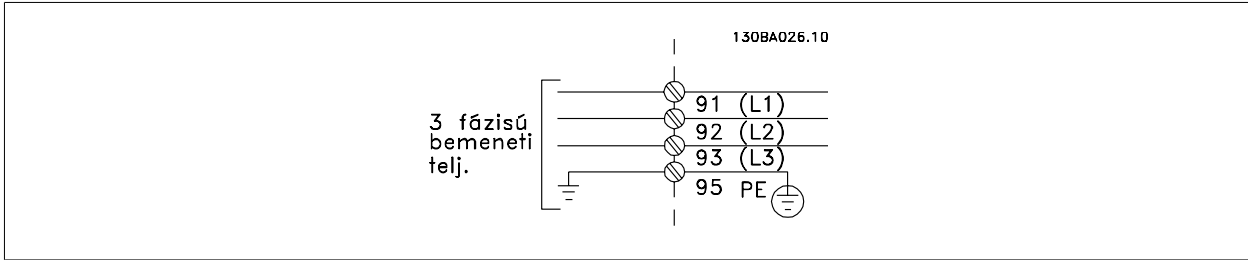 130BA026.10
3 fázisú
bemeneti
telj.
91 (L1)
92 (L2)
93 (L3)
95 PE